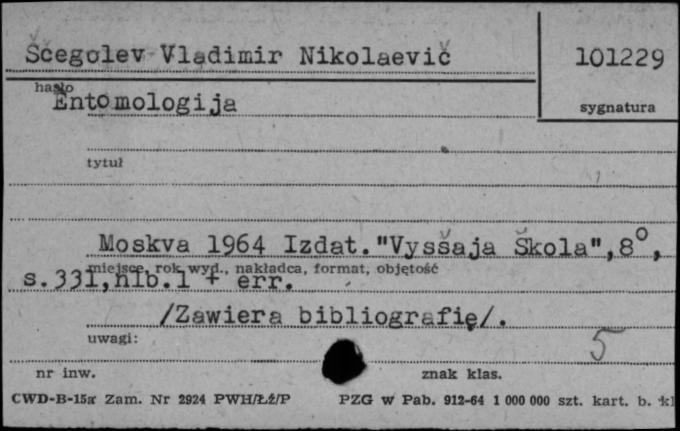 Ščegolev Vladimir Nikolaevič
101229
hasło
Entomologija
sygnatura
tytuł
Moskva 1964 Izdat."Vysšaja Škola",8°,
miejsce, rok wyd., nakładca, format, objętość
s.331,nlb.1 + err.
/Zawiera bibliografię/.
uwagi:
5
nr inw.
znak klas.
CWD-B-15a Zam. Nr 2924 PWH/Łź/P PZG w Pab. 912-64 1 000 000 szt. kart. b. kl